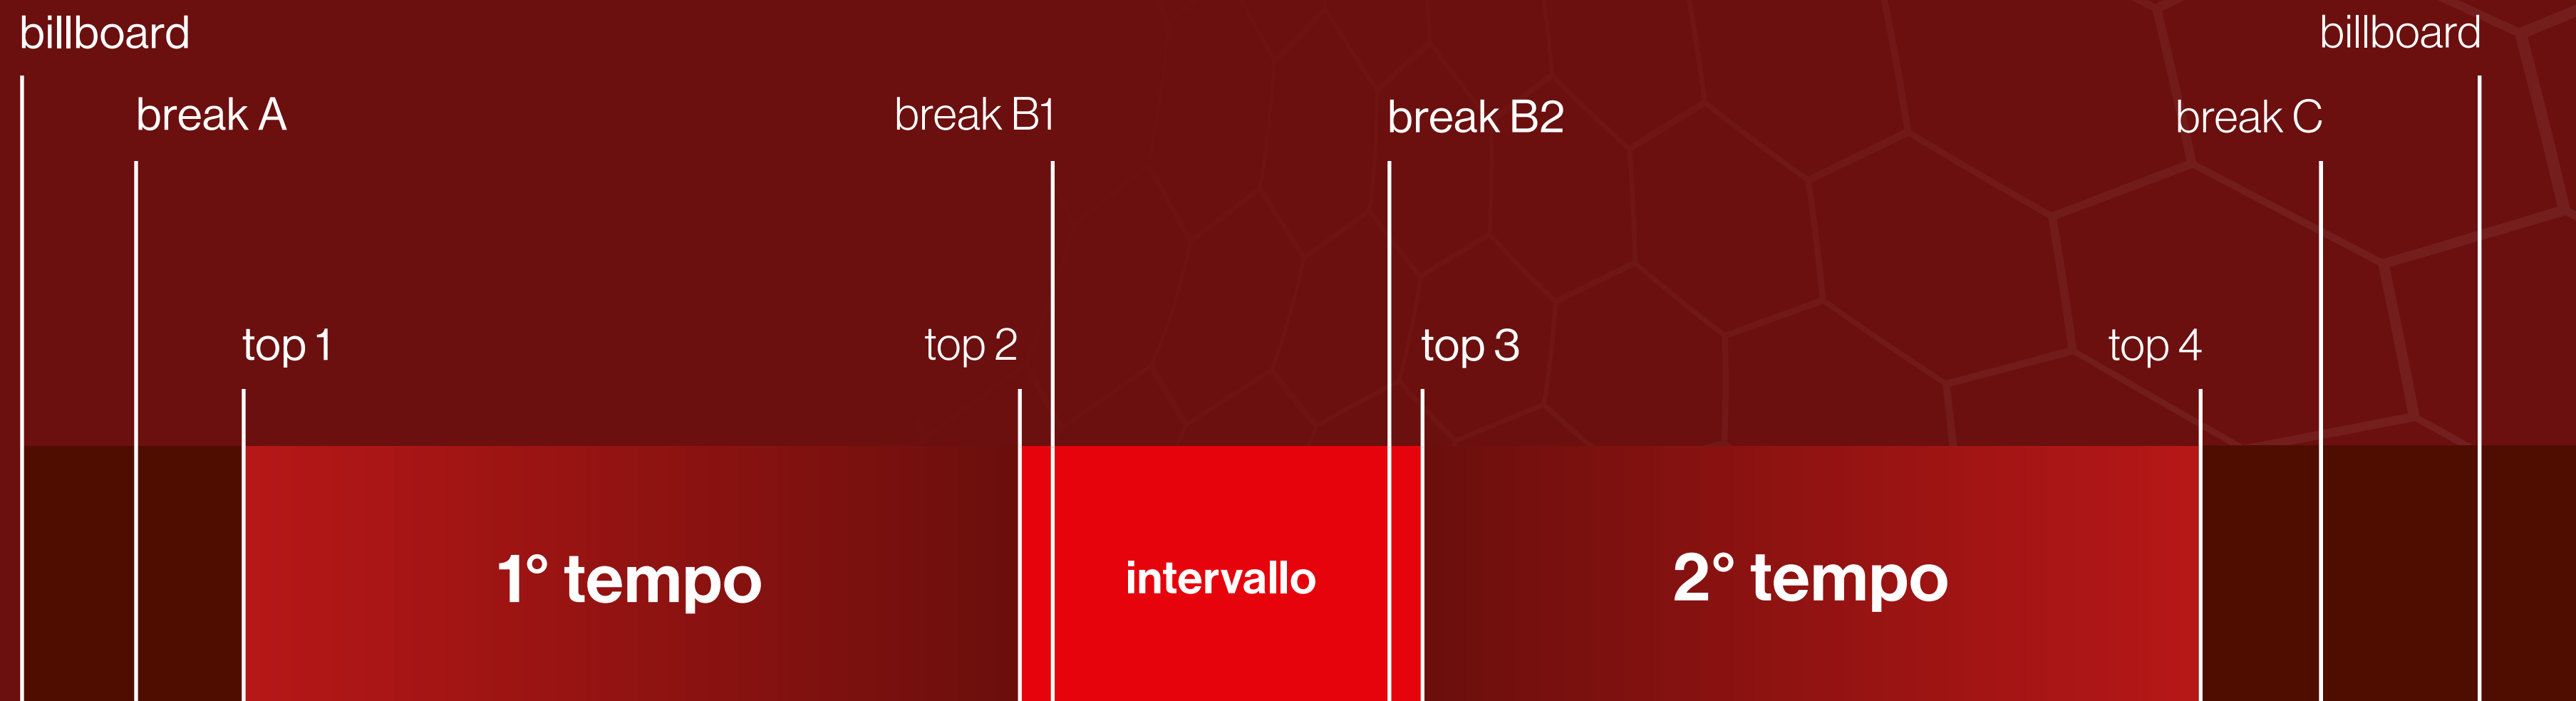 billboard
billboard
break A
break B1
break B2
break C
top 1
top 2
top 3
top 4
1° tempo
intervallo
2° tempo